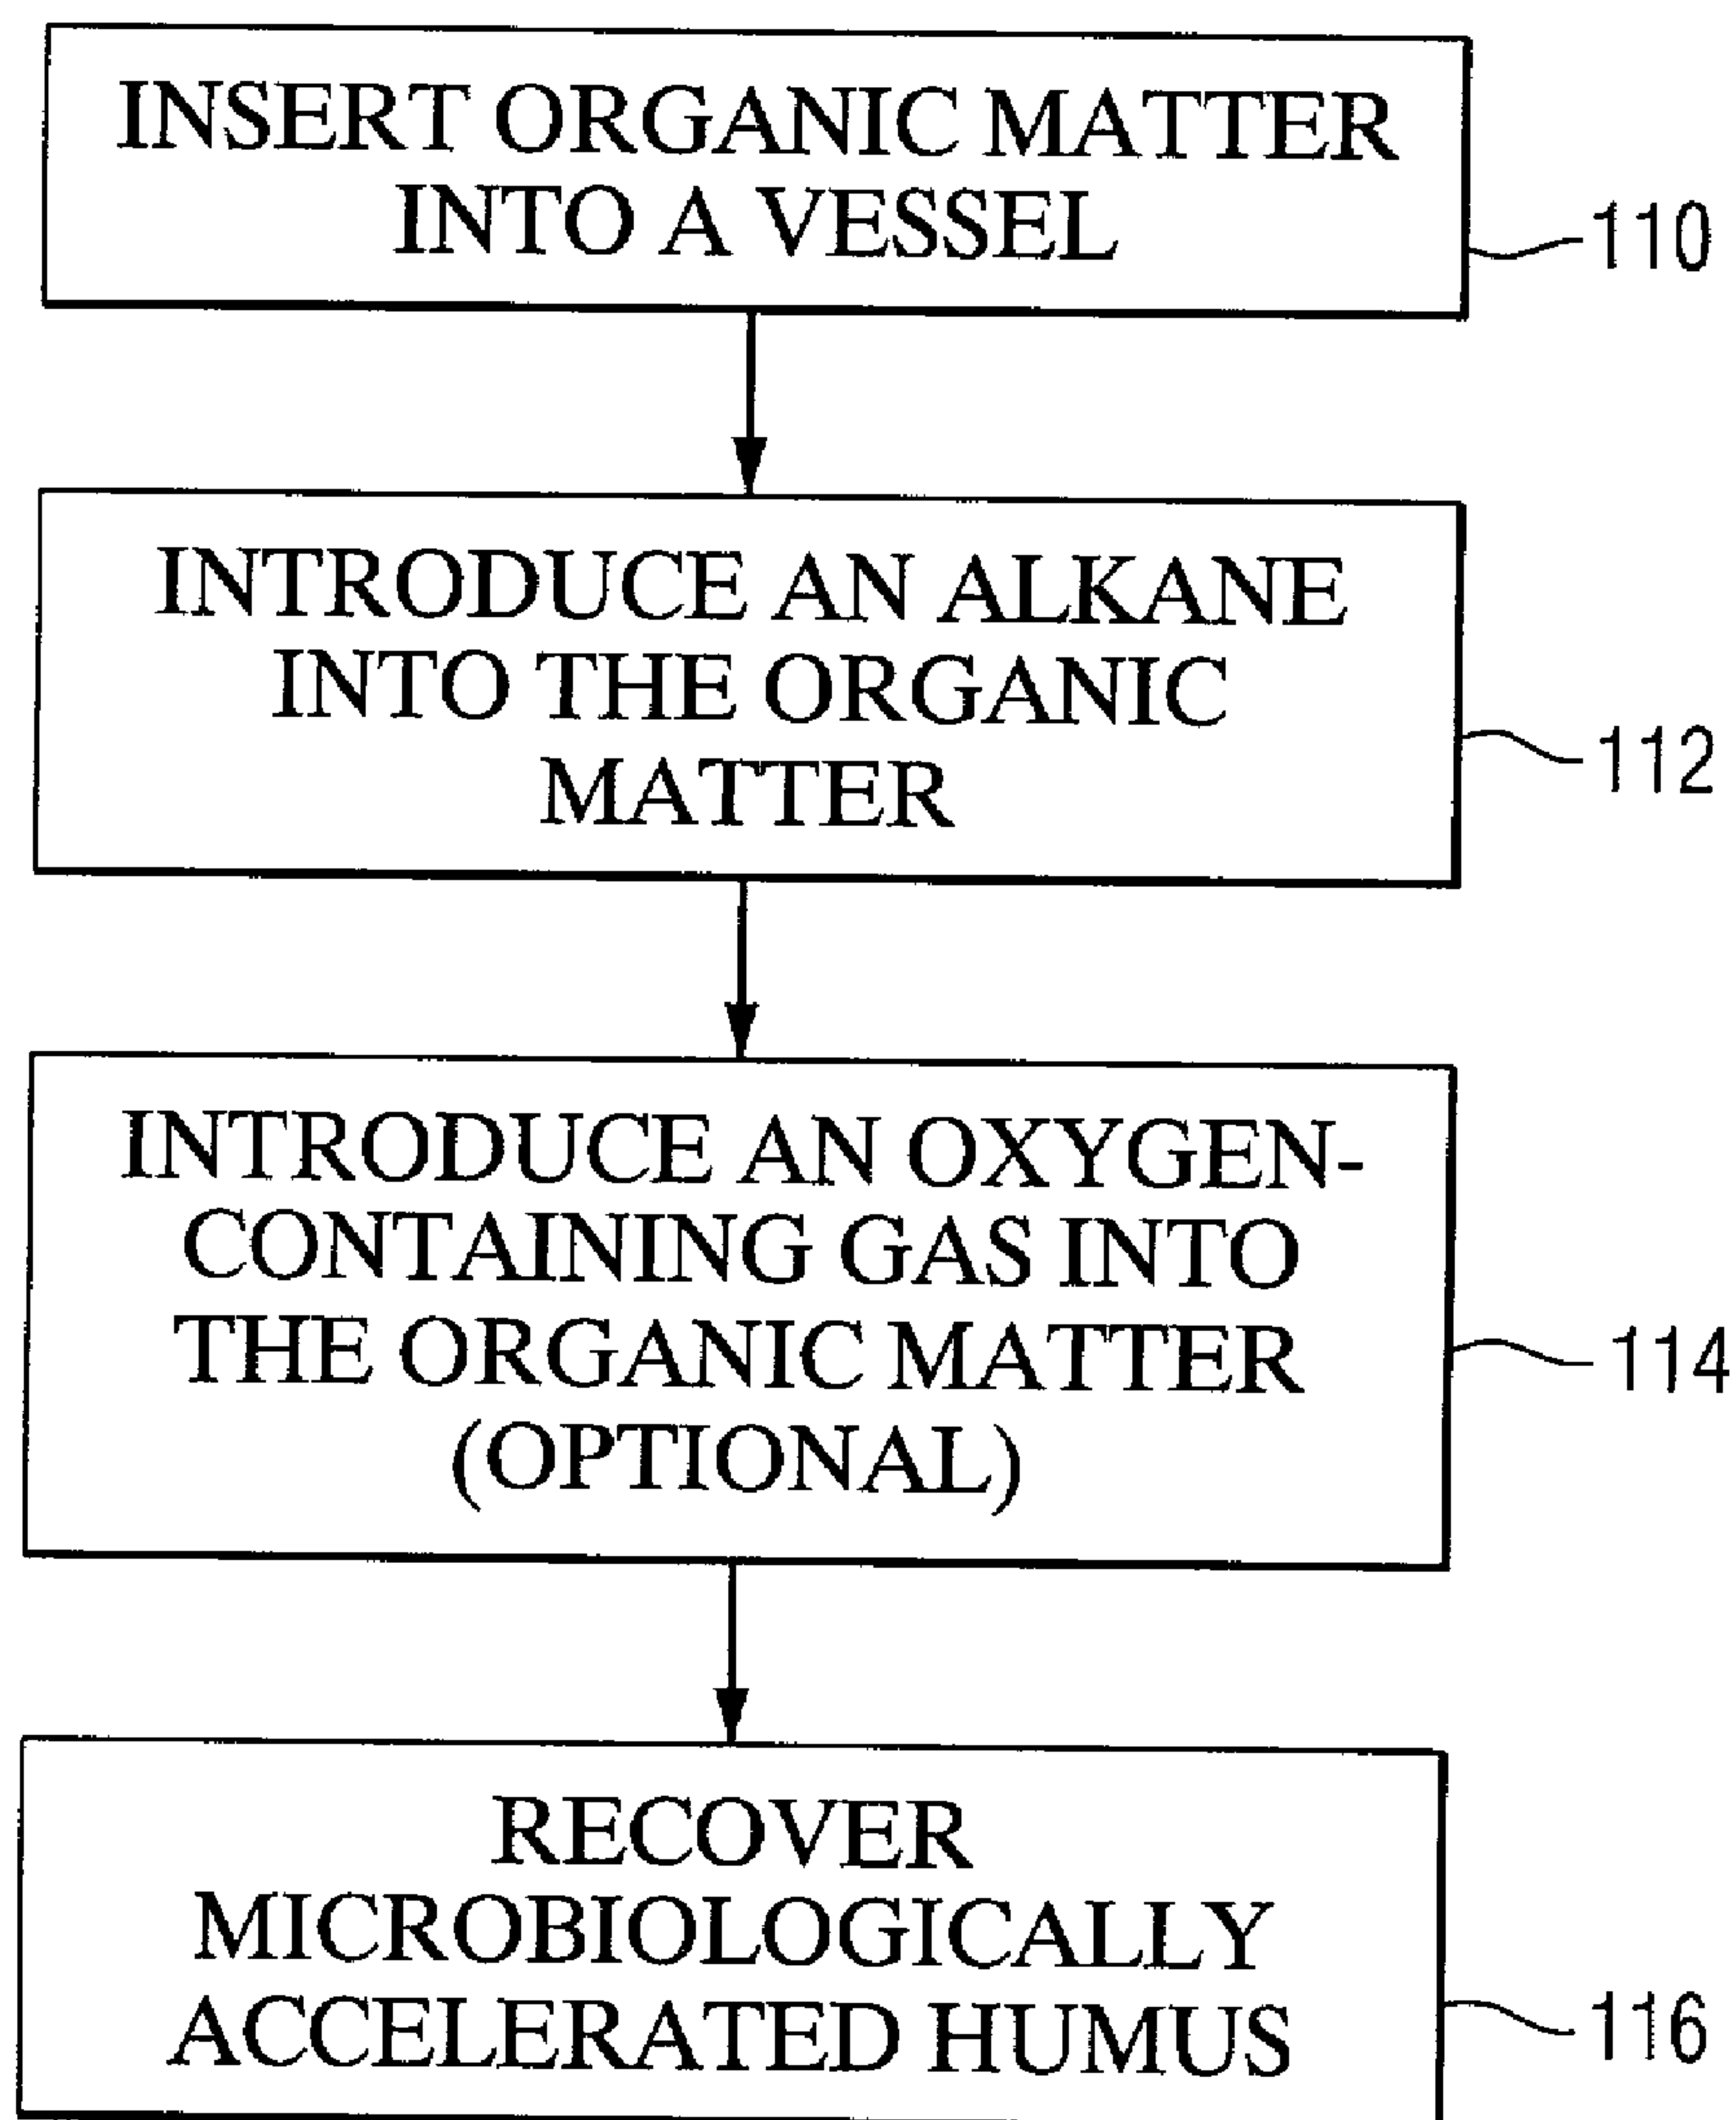 INSERT ORGANIC MATTER
INTO A VESSEL
110
INTRODUCE AN ALKANE
INTO THE ORGANIC
MATTER
112
INTRODUCE AN OXYGEN-
CONTAINING GAS INTO
THE ORGANIC MATTER
(OPTIONAL)
114
RECOVER
MICROBIOLOGICALLY
ACCELERATED HUMUS
116